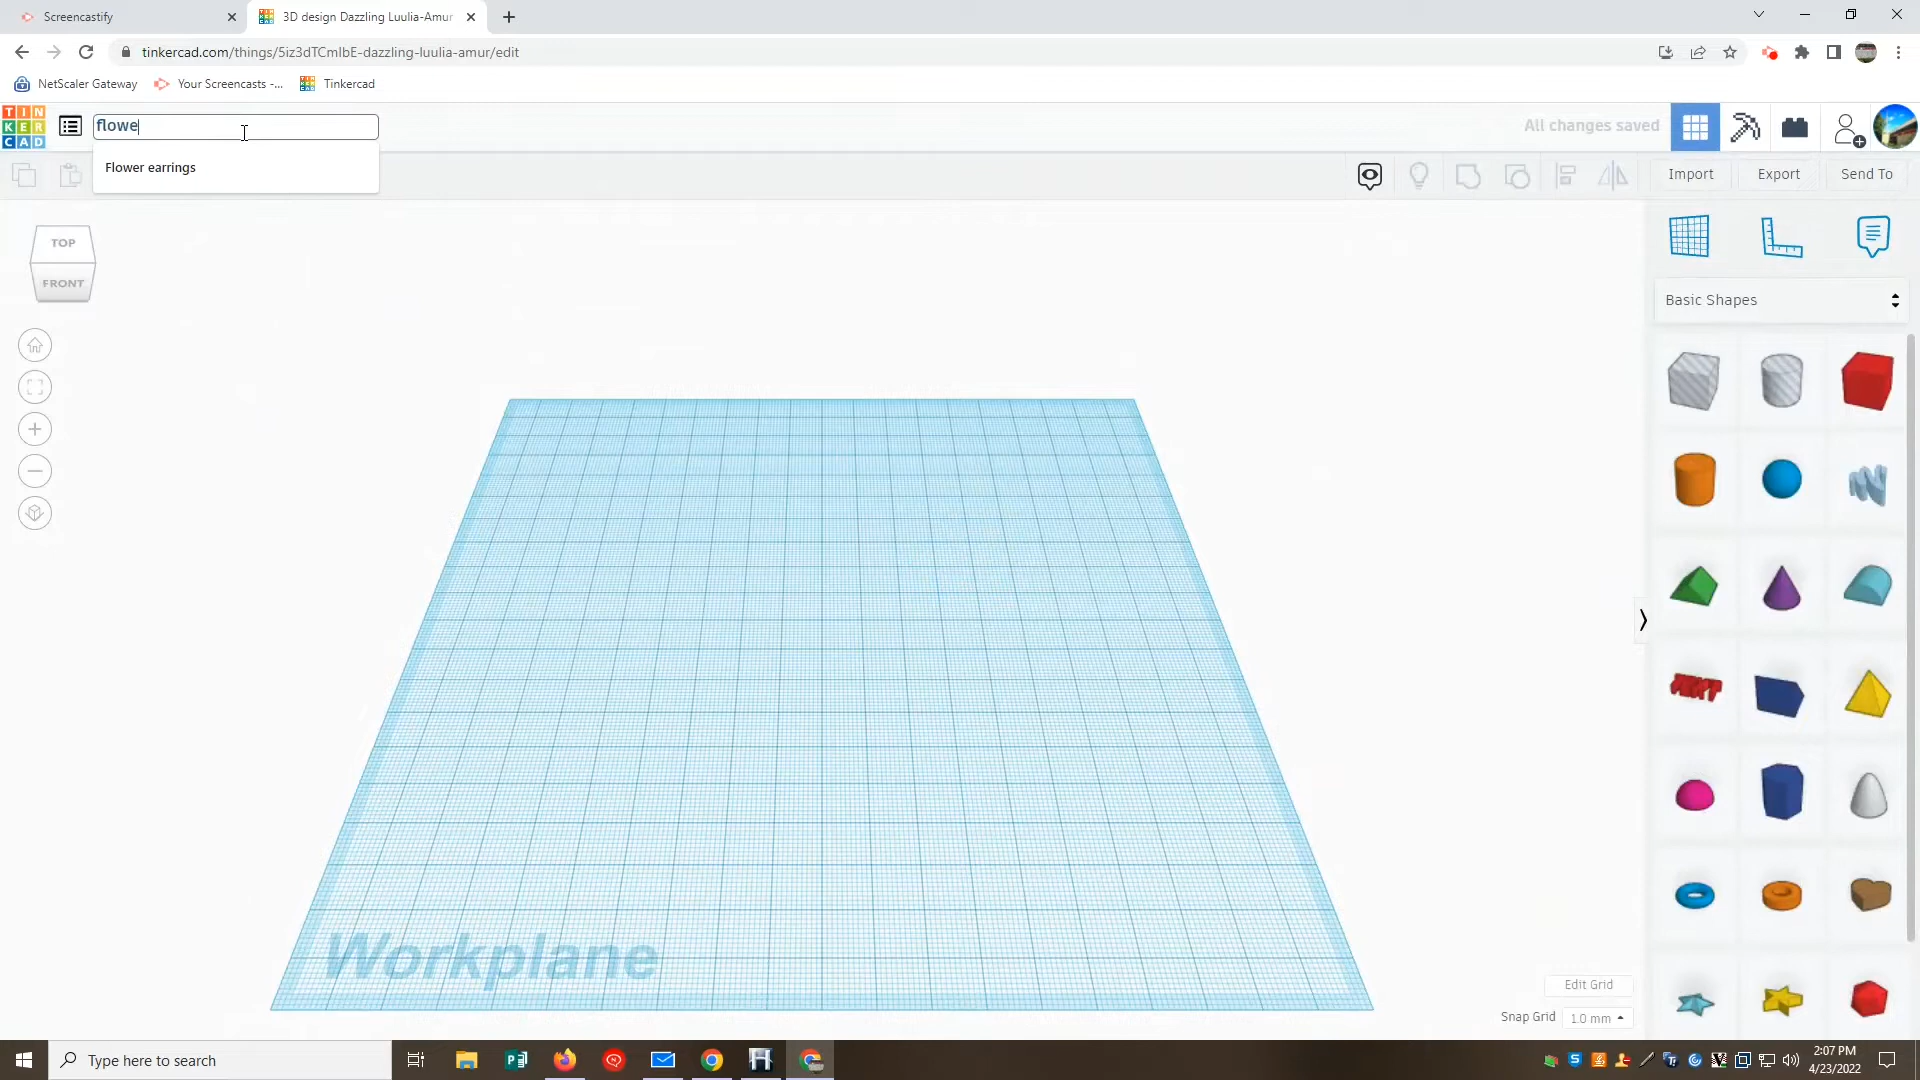 Screencastify
3D design Dazzling Luulia-Amur
tinkercad.com/things/5iz3dTCmlbE-dazzling-luulia-amur/edit
NetScaler Gateway
Your Screencasts -...
Tinkercad
TIN
KER
CAD
flowe
All changes saved
Flower earrings
Import
Export
Send To
TOP
FRONT
Basic Shapes
Workplane
Edit Grid
Snap Grid
1.0 mm
Type here to search
2:07 PM
4/23/2022